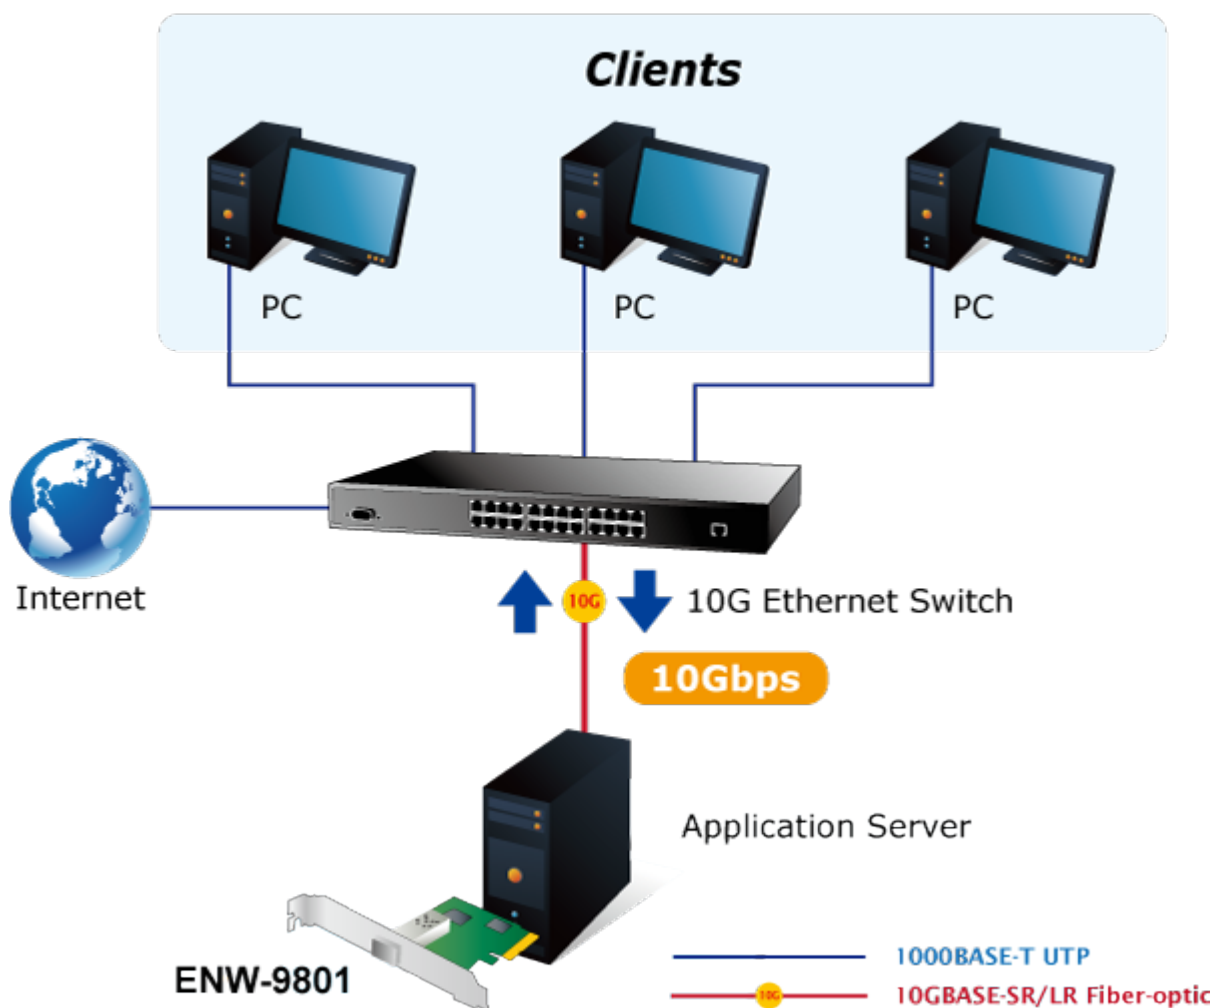 Clients
PC
PC
PC
Internet
10G
10G Ethernet Switch
10Gbps
Application Server
ENW-9801
1000BASE-T UTP
10G
10GBASE-SR/LR Fiber-optic